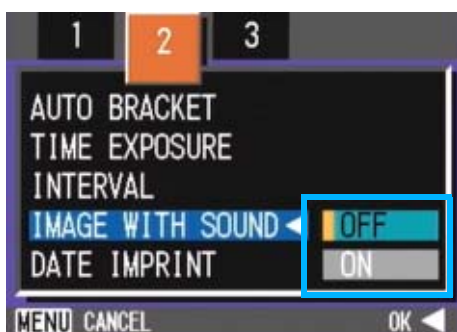 1 2 3
AUTO BRACKET
TIME EXPOSURE
INTERVAL
IMAGE WITH SOUND ◀ OFF
DATE IMPRINT ON
MENU CANCEL OK ◀